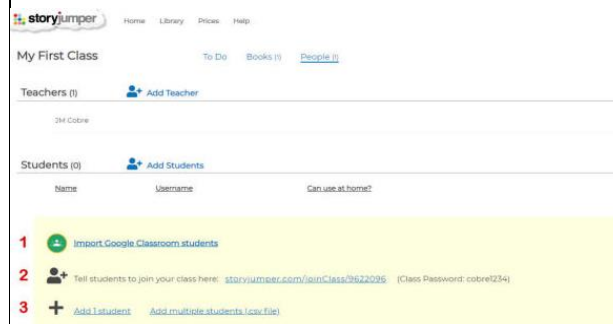 storyjumper Home Library Prices Help
My First Class To Do Books (1) People (1)
Teachers (1) Add Teacher
JM Cobre
Students (0) Add Students
Name Username Can use at home?
1 Import Google Classroom students
2 Tell students to join your class here: storyjumper.com/joinClass/9622096 (Class Password: cobre1234)
3 Add 1 student Add multiple students (.csv file)